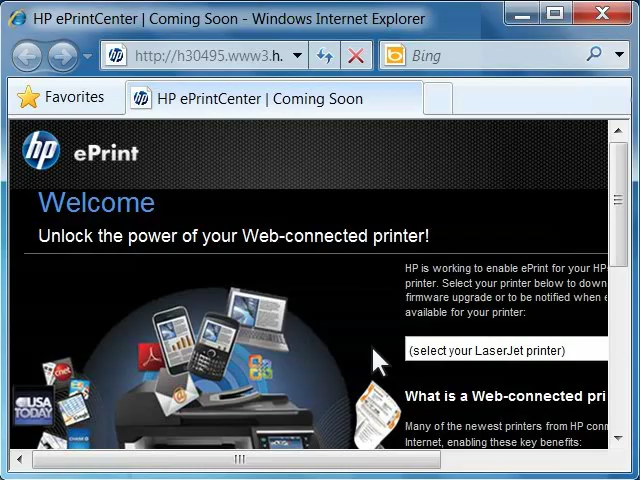 HP ePrintCenter | Coming Soon - Windows Internet Explorer
http://h30495.www3.h.
Bing
Favorites
HP ePrintCenter | Coming Soon
hp ePrint
Welcome
Unlock the power of your Web-connected printer!
HP is working to enable ePrint for your HP
printer. Select your printer below to down
firmware upgrade or to be notified when e
available for your printer:
(select your LaserJet printer)
cnet
USA
TODAY
What is a Web-connected pri
Many of the newest printers from HP conn
Internet, enabling these key benefits: